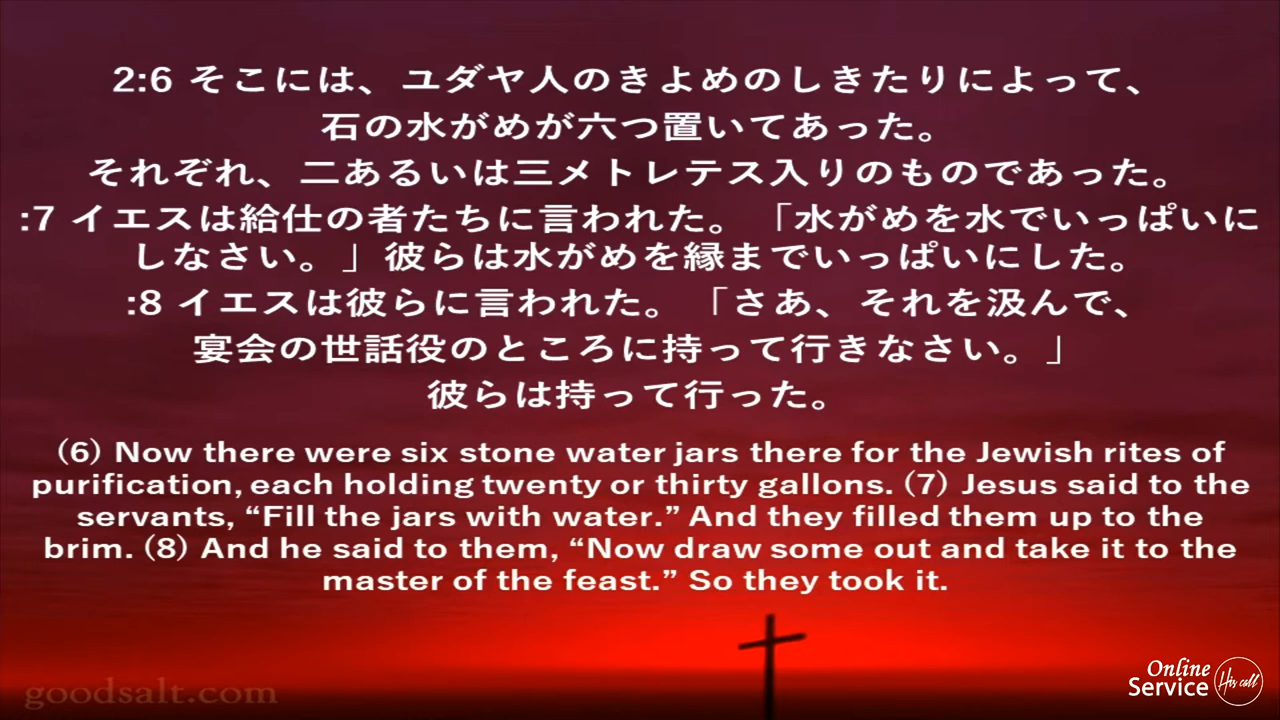 2:6 そこには、ユダヤ人のきよめのしきたりによって、
石の水がめが六つ置いてあった。
それぞれ、二あるいは三メトレテス入りのものであった。
:7 イエスは給仕の者たちに言われた。「水がめを水でいっぱいに
しなさい。」彼らは水がめを縁までいっぱいにした。
:8 イエスは彼らに言われた。「さあ、それを汲んで、
宴会の世話役のところに持って行きなさい。」
彼らは持って行った。
(6) Now there were six stone water jars there for the Jewish rites of
purification, each holding twenty or thirty gallons. (7) Jesus said to the
servants, “Fill the jars with water.” And they filled them up to the
brim. (8) And he said to them, “Now draw some out and take it to the
master of the feast.” So they took it.
goodsalt.com
Online
Service
His call